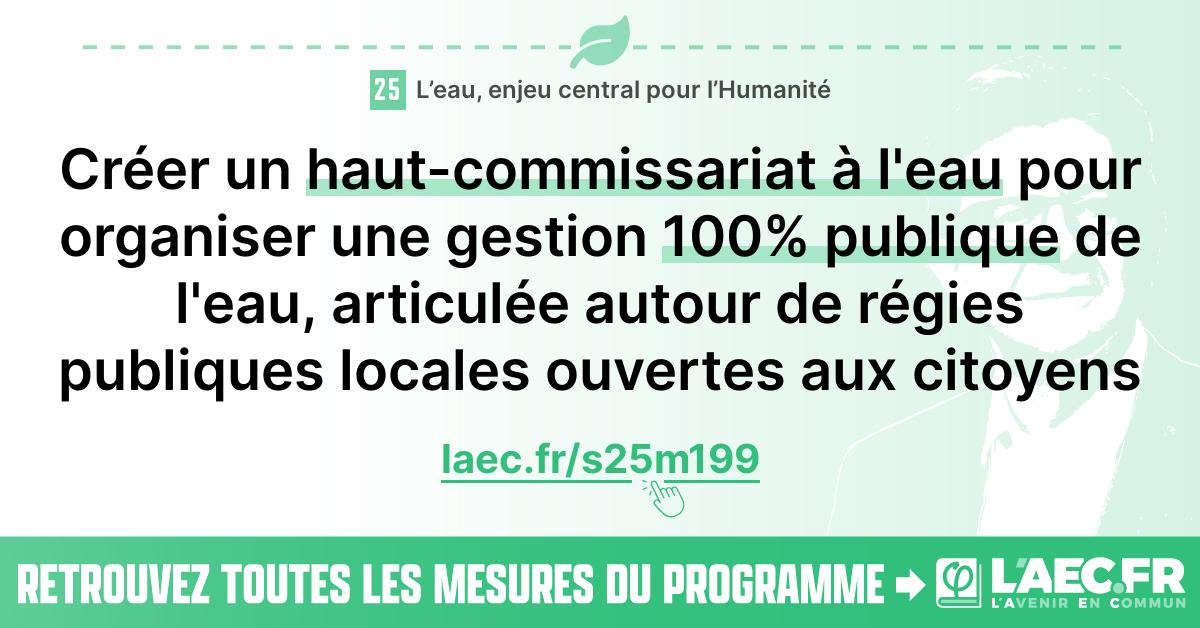 25 L’eau, enjeu central pour l’Humanité
Créer un haut-commissariat à l'eau pour
organiser une gestion 100% publique de
l'eau, articulée autour de régies
publiques locales ouvertes aux citoyens
laec.fr/s25m199
RETROUVEZ TOUTES LES MESURES DU PROGRAMME
φ L'AEC.FR
L'AVENIR EN COMMUN